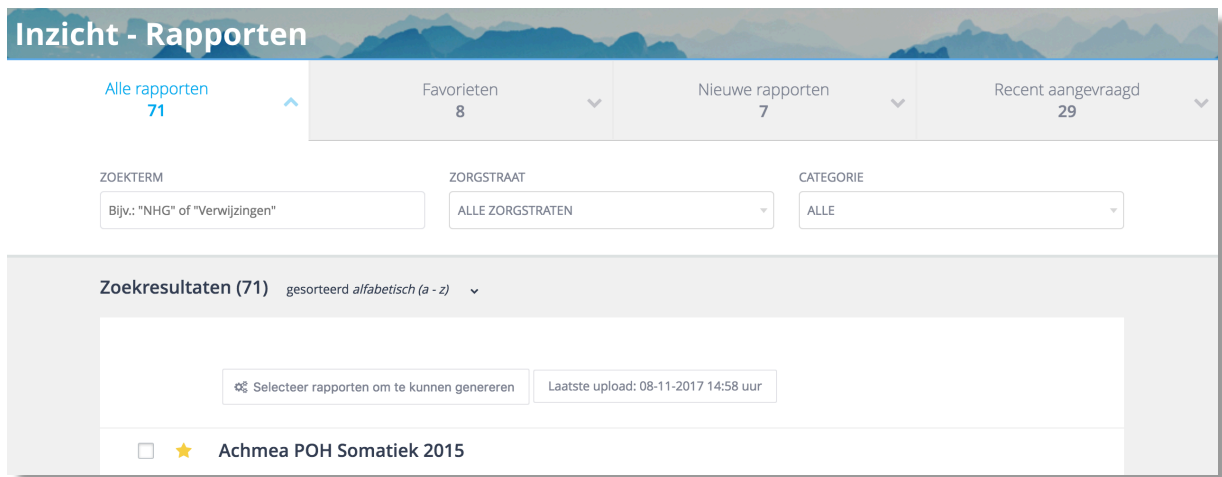 Inzicht - Rapporten
Alle rapporten
71
Favorieten
8
Nieuwe rapporten
7
Recent aangevraagd
29
ZOEKTERM
ZORGSTRAAT
CATEGORIE
Bijv.: "NHG" of "Verwijzingen"
ALLE ZORGSTRATEN
ALLE
Zoekresultaten (71) gesorteerd alfabetisch (a - z)
Selecteer rapporten om te kunnen genereren
Laatste upload: 08-11-2017 14:58 uur
Achmea POH Somatiek 2015